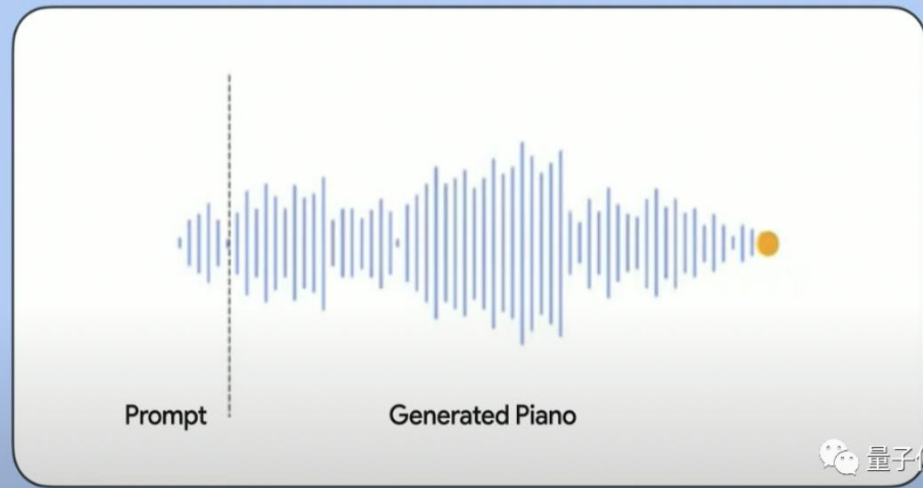 Prompt
Generated Piano
量子